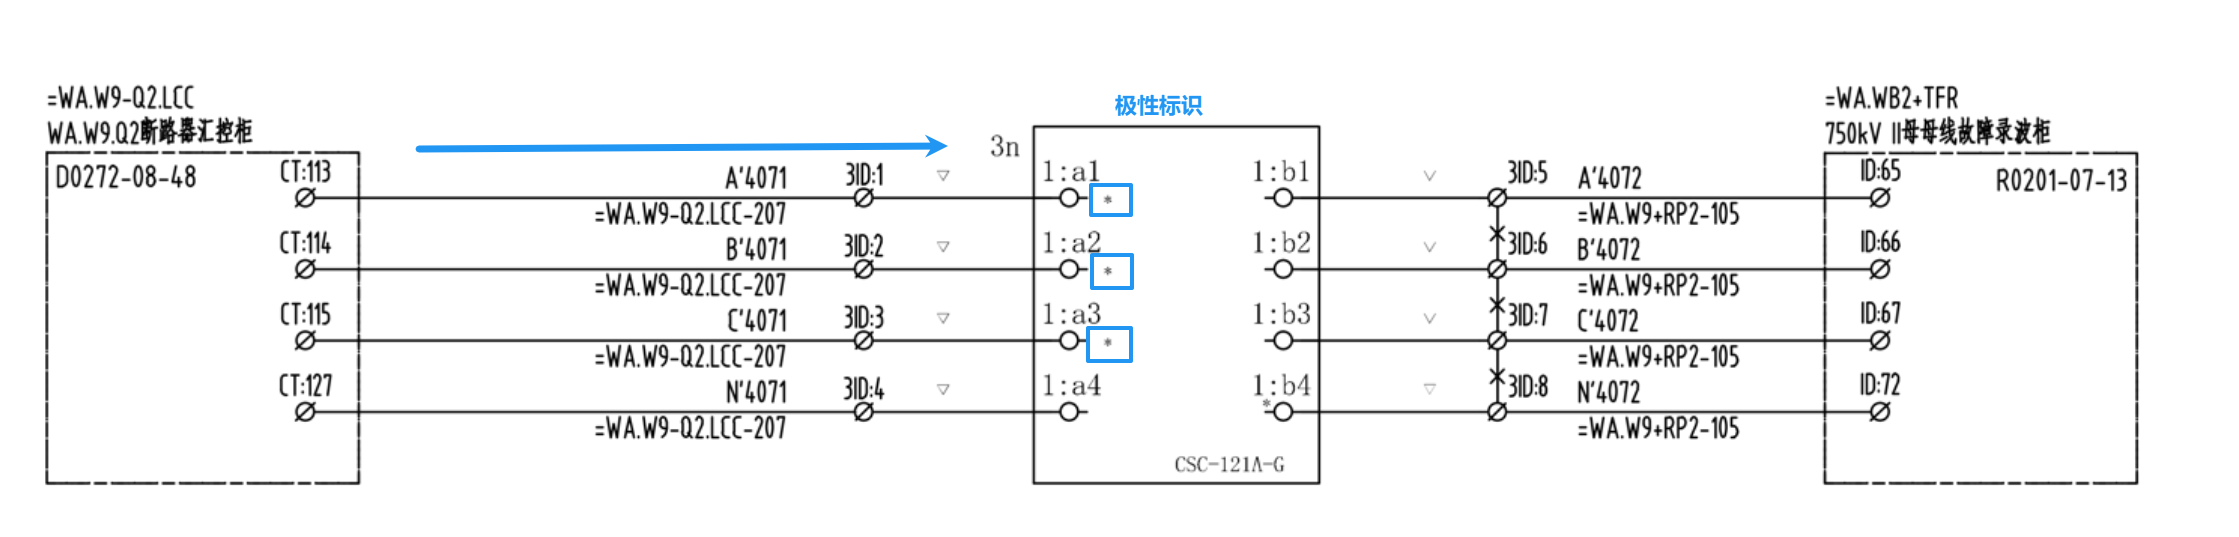 =WA.W9-Q2.LCC
WA.W9.Q2断路器汇控柜
D0272-08-48
CT:113
CT:114
CT:115
CT:127
A'4071
=WA.W9-Q2.LCC-207
B'4071
=WA.W9-Q2.LCC-207
C'4071
=WA.W9-Q2.LCC-207
N'4071
=WA.W9-Q2.LCC-207
3ID:1
3ID:2
3ID:3
3ID:4
极性标识
3n
1:a1
*
1:a2
*
1:a3
*
1:a4
1:b1
1:b2
1:b3
1:b4
*
CSC-121A-G
3ID:5
3ID:6
3ID:7
3ID:8
A'4072
=WA.W9+RP2-105
B'4072
=WA.W9+RP2-105
C'4072
=WA.W9+RP2-105
N'4072
=WA.W9+RP2-105
=WA.WB2+TFR
750kV II母母线故障录波柜
ID:65
R0201-07-13
ID:66
ID:67
ID:72